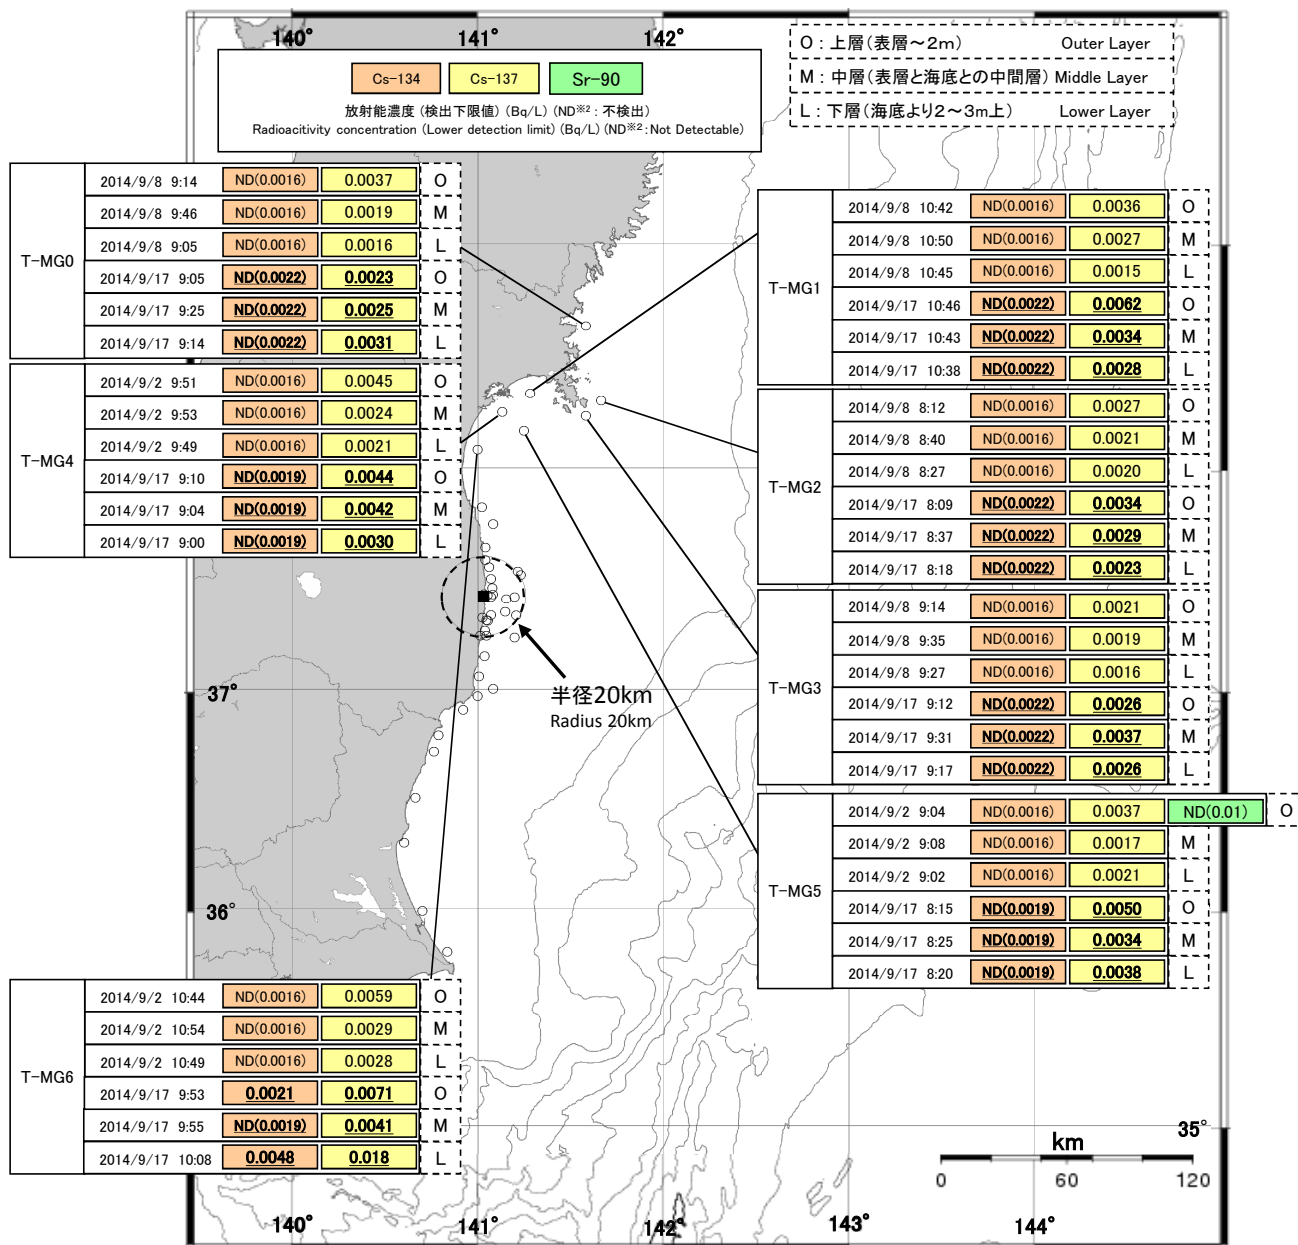 140° 141° 142°
Cs-134 Cs-137 Sr-90
放射能濃度(検出下限値)(Bq/L)(ND※2:不検出)
Radioacitivity concentration (Lower detection limit) (Bq/L) (ND※2:Not Detectable)
O:上層(表層～2m) Outer Layer
M:中層(表層と海底との中間層) Middle Layer
L:下層(海底より2～3m上) Lower Layer
T-MG0
2014/9/8 9:14 ND(0.0016) 0.0037 O
2014/9/8 9:46 ND(0.0016) 0.0019 M
2014/9/8 9:05 ND(0.0016) 0.0016 L
2014/9/17 9:05 ND(0.0022) 0.0023 O
2014/9/17 9:25 ND(0.0022) 0.0025 M
2014/9/17 9:14 ND(0.0022) 0.0031 L
T-MG4
2014/9/2 9:51 ND(0.0016) 0.0045 O
2014/9/2 9:53 ND(0.0016) 0.0024 M
2014/9/2 9:49 ND(0.0016) 0.0021 L
2014/9/17 9:10 ND(0.0019) 0.0044 O
2014/9/17 9:04 ND(0.0019) 0.0042 M
2014/9/17 9:00 ND(0.0019) 0.0030 L
T-MG1
2014/9/8 10:42 ND(0.0016) 0.0036 O
2014/9/8 10:50 ND(0.0016) 0.0027 M
2014/9/8 10:45 ND(0.0016) 0.0015 L
2014/9/17 10:46 ND(0.0022) 0.0062 O
2014/9/17 10:43 ND(0.0022) 0.0034 M
2014/9/17 10:38 ND(0.0022) 0.0028 L
T-MG2
2014/9/8 8:12 ND(0.0016) 0.0027 O
2014/9/8 8:40 ND(0.0016) 0.0021 M
2014/9/8 8:27 ND(0.0016) 0.0020 L
2014/9/17 8:09 ND(0.0022) 0.0034 O
2014/9/17 8:37 ND(0.0022) 0.0029 M
2014/9/17 8:18 ND(0.0022) 0.0023 L
T-MG3
2014/9/8 9:14 ND(0.0016) 0.0021 O
2014/9/8 9:35 ND(0.0016) 0.0019 M
2014/9/8 9:27 ND(0.0016) 0.0016 L
2014/9/17 9:12 ND(0.0022) 0.0026 O
2014/9/17 9:31 ND(0.0022) 0.0037 M
2014/9/17 9:17 ND(0.0022) 0.0026 L
T-MG5
2014/9/2 9:04 ND(0.0016) 0.0037 ND(0.01) O
2014/9/2 9:08 ND(0.0016) 0.0017 M
2014/9/2 9:02 ND(0.0016) 0.0021 L
2014/9/17 8:15 ND(0.0019) 0.0050 O
2014/9/17 8:25 ND(0.0019) 0.0034 M
2014/9/17 8:20 ND(0.0019) 0.0038 L
半径20km
Radius 20km
37°
36°
T-MG6
2014/9/2 10:44 ND(0.0016) 0.0059 O
2014/9/2 10:54 ND(0.0016) 0.0029 M
2014/9/2 10:49 ND(0.0016) 0.0028 L
2014/9/17 9:53 0.0021 0.0071 O
2014/9/17 9:55 ND(0.0019) 0.0041 M
2014/9/17 10:08 0.0048 0.018 L
35°
km
0 60 120
140° 141° 142° 143° 144°